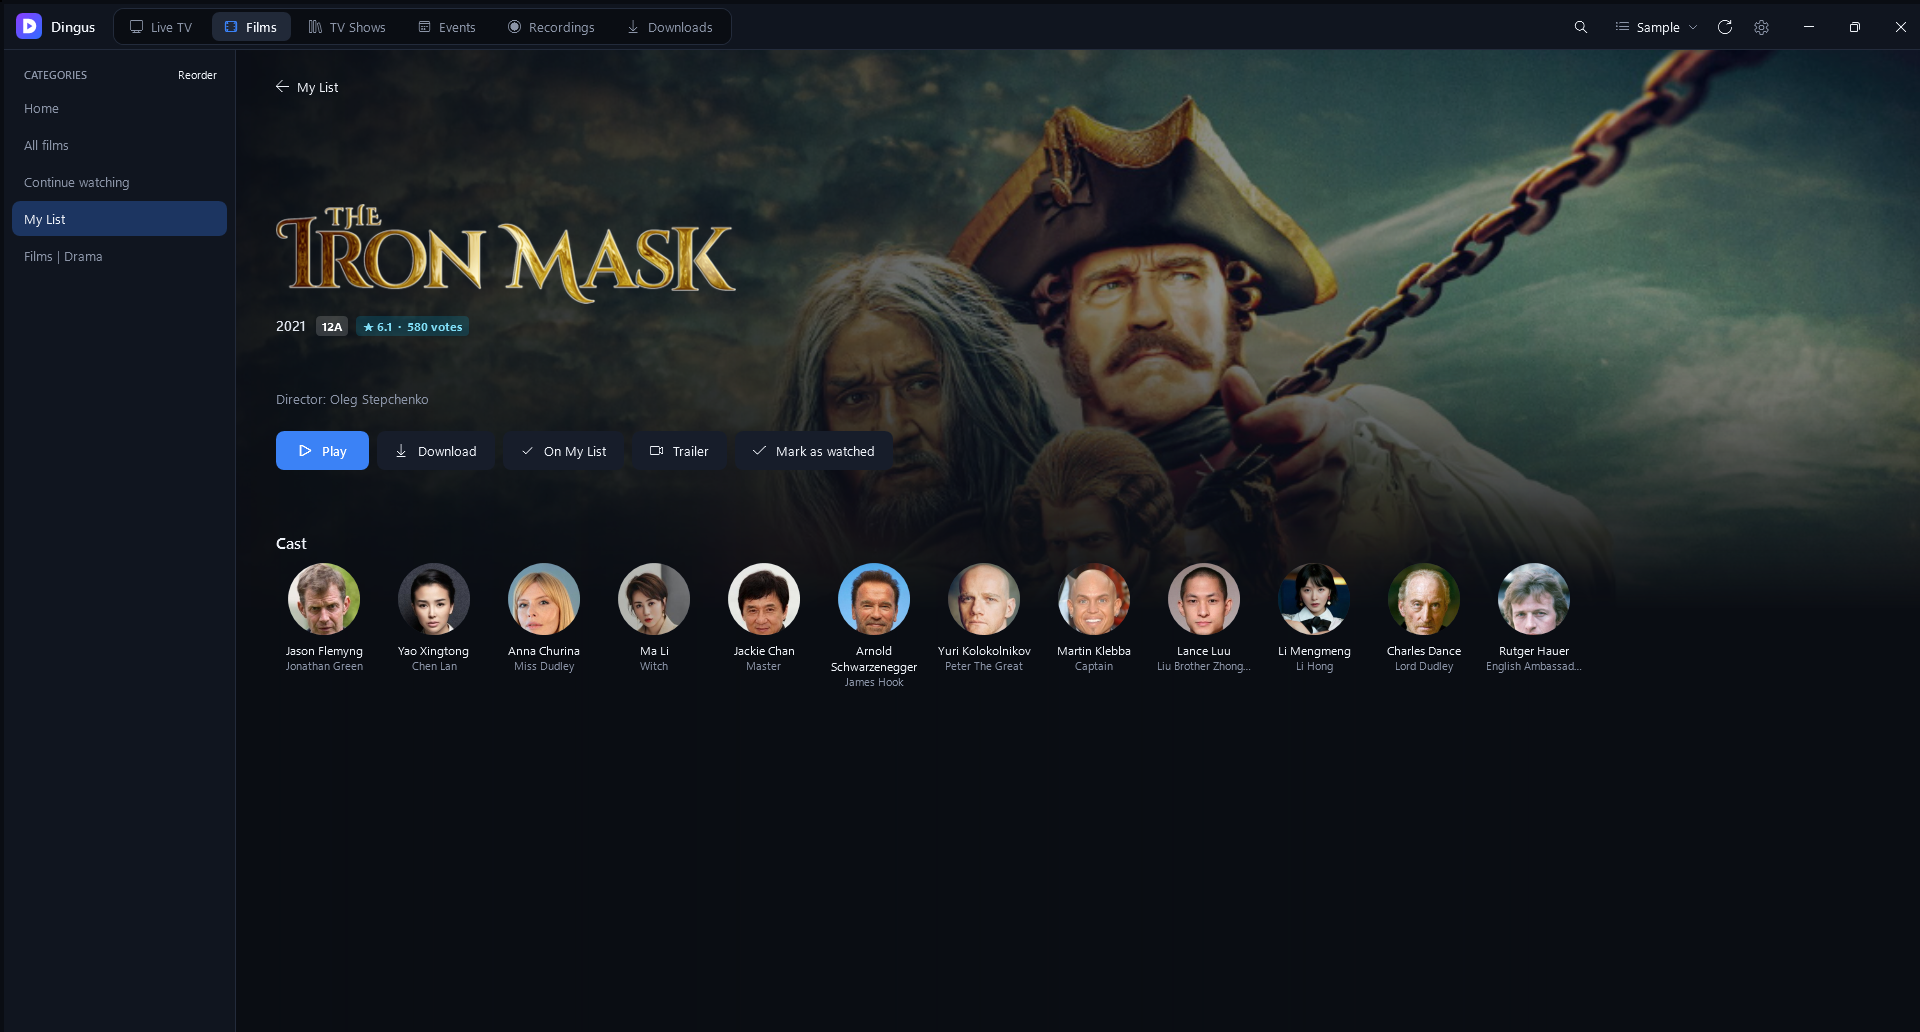 Dingus
Live TV
Films
TV Shows
Events
Recordings
Downloads
Sample
CATEGORIES
Reorder
Home
All films
Continue watching
My List
Films | Drama
My List
THE
IRON MASK
2021 12A ★ 6.1 · 580 votes
Director: Oleg Stepchenko
Play
Download
On My List
Trailer
Mark as watched
Cast
Jason Flemyng
Jonathan Green
Yao Xingtong
Chen Lan
Anna Churina
Miss Dudley
Ma Li
Witch
Jackie Chan
Master
Arnold
Schwarzenegger
James Hook
Yuri Kolokolnikov
Peter The Great
Martin Klebba
Captain
Lance Luu
Liu Brother Zhong...
Li Mengmeng
Li Hong
Charles Dance
Lord Dudley
Rutger Hauer
English Ambassad...